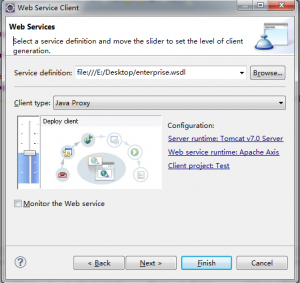 Web Service Client
Web Services
Select a service definition and move the slider to set the level of client
generation.
Service definition: file:///E:/Desktop/enterprise.wsdl
Browse...
Client type: Java Proxy
Deploy client
Configuration:
Server runtime: Tomcat v7.0 Server
Web service runtime: Apache Axis
Client project: Test
Monitor the Web service
? < Back Next > Finish Cancel